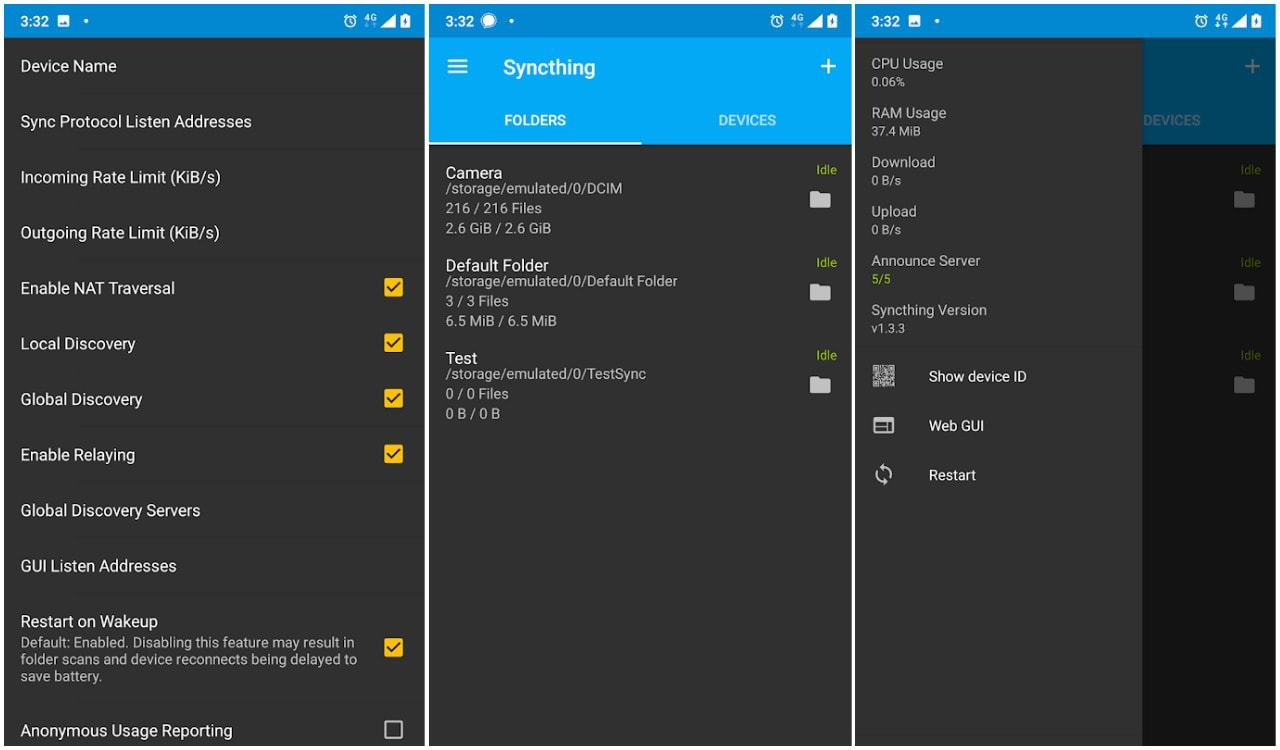 3:32
4G
Device Name
Sync Protocol Listen Addresses
Incoming Rate Limit (KiB/s)
Outgoing Rate Limit (KiB/s)
Enable NAT Traversal
Local Discovery
Global Discovery
Enable Relaying
Global Discovery Servers
GUI Listen Addresses
Restart on Wakeup
Default: Enabled. Disabling this feature may result in
folder scans and device reconnects being delayed to
save battery.
Anonymous Usage Reporting
3:32
4G
Syncthing
FOLDERS
DEVICES
Camera
Idle
/storage/emulated/0/DCIM
216 / 216 Files
2.6 GiB / 2.6 GiB
Default Folder
Idle
/storage/emulated/0/Default Folder
3 / 3 Files
6.5 MiB / 6.5 MiB
Test
Idle
/storage/emulated/0/TestSync
0 / 0 Files
0 B / 0 B
3:32
4G
CPU Usage
0.06%
RAM Usage
37.4 MiB
Download
0 B/s
Upload
0 B/s
Announce Server
5/5
Syncthing Version
v1.3.3
Show device ID
Web GUI
Restart
DEVICES
Idle
Idle
Idle